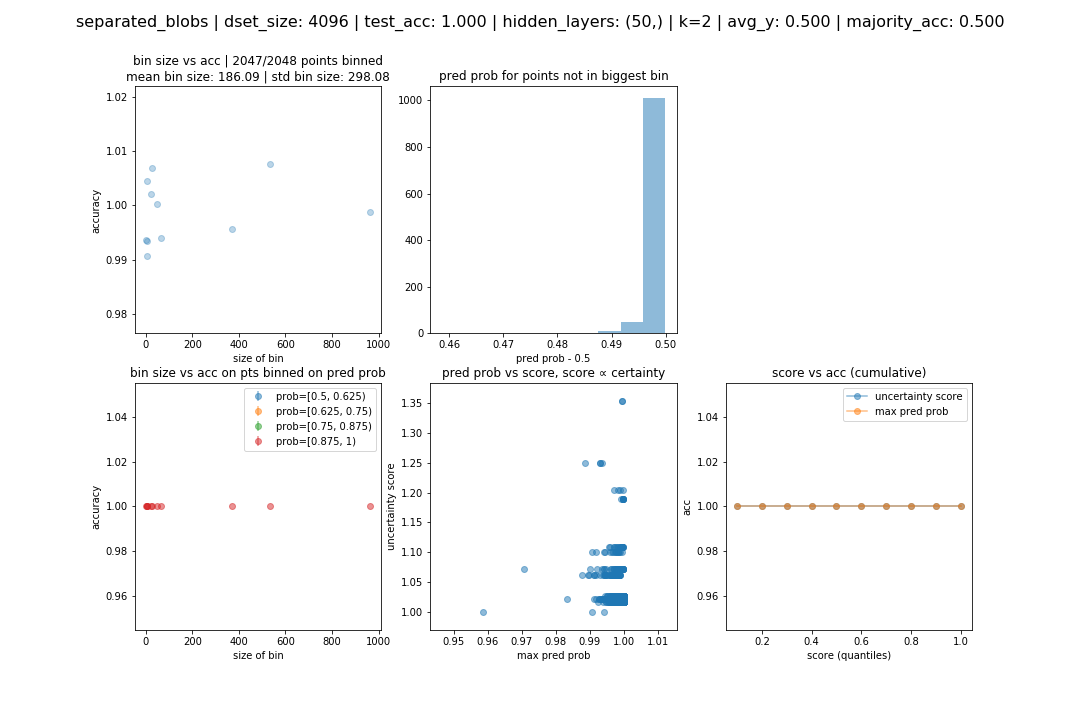 separated_blobs | dset_size: 4096 | test_acc: 1.000 | hidden_layers: (50,) | k=2 | avg_y: 0.500 | majority_acc: 0.500
bin size vs acc | 2047/2048 points binned
mean bin size: 186.09 | std bin size: 298.08
1.02
1.01
1.00
0.99
0.98
accuracy
0 200 400 600 800 1000
size of bin
pred prob for points not in biggest bin
1000
800
600
400
200
0
0.46 0.47 0.48 0.49 0.50
pred prob - 0.5
bin size vs acc on pts binned on pred prob
prob=[0.5, 0.625)
prob=[0.625, 0.75)
prob=[0.75, 0.875)
prob=[0.875, 1)
1.04
1.02
1.00
0.98
0.96
accuracy
0 200 400 600 800 1000
size of bin
pred prob vs score, score ∝ certainty
1.35
1.30
1.25
1.20
1.15
1.10
1.05
1.00
uncertainty score
0.95 0.96 0.97 0.98 0.99 1.00 1.01
max pred prob
score vs acc (cumulative)
uncertainty score
max pred prob
1.04
1.02
1.00
0.98
0.96
acc
0.2 0.4 0.6 0.8 1.0
score (quantiles)